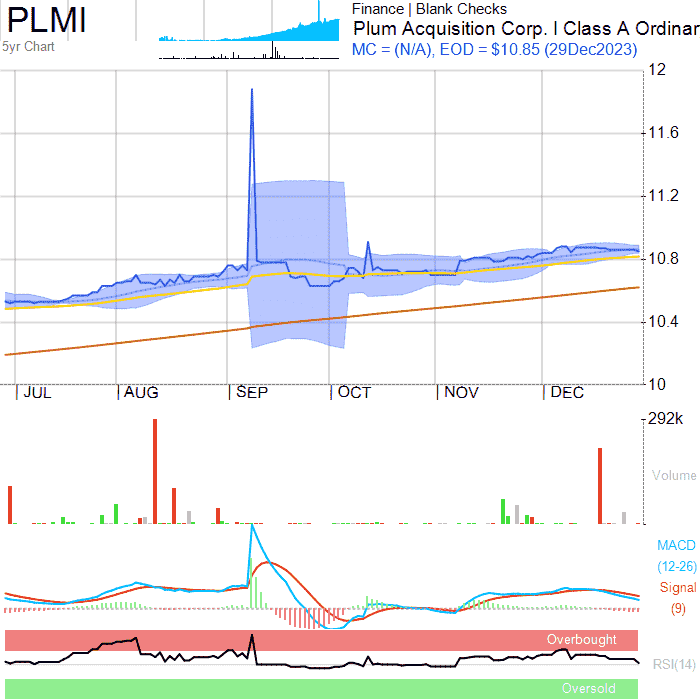 PLMI
5yr Chart
Finance | Blank Checks
Plum Acquisition Corp. I Class A Ordinar
MC = (N/A), EOD = $10.85 (29Dec2023)
12
11.6
11.2
10.8
10.4
10
JUL AUG SEP OCT NOV DEC
292k
Volume
MACD
(12-26)
Signal
(9)
Overbought
RSI(14)
Oversold